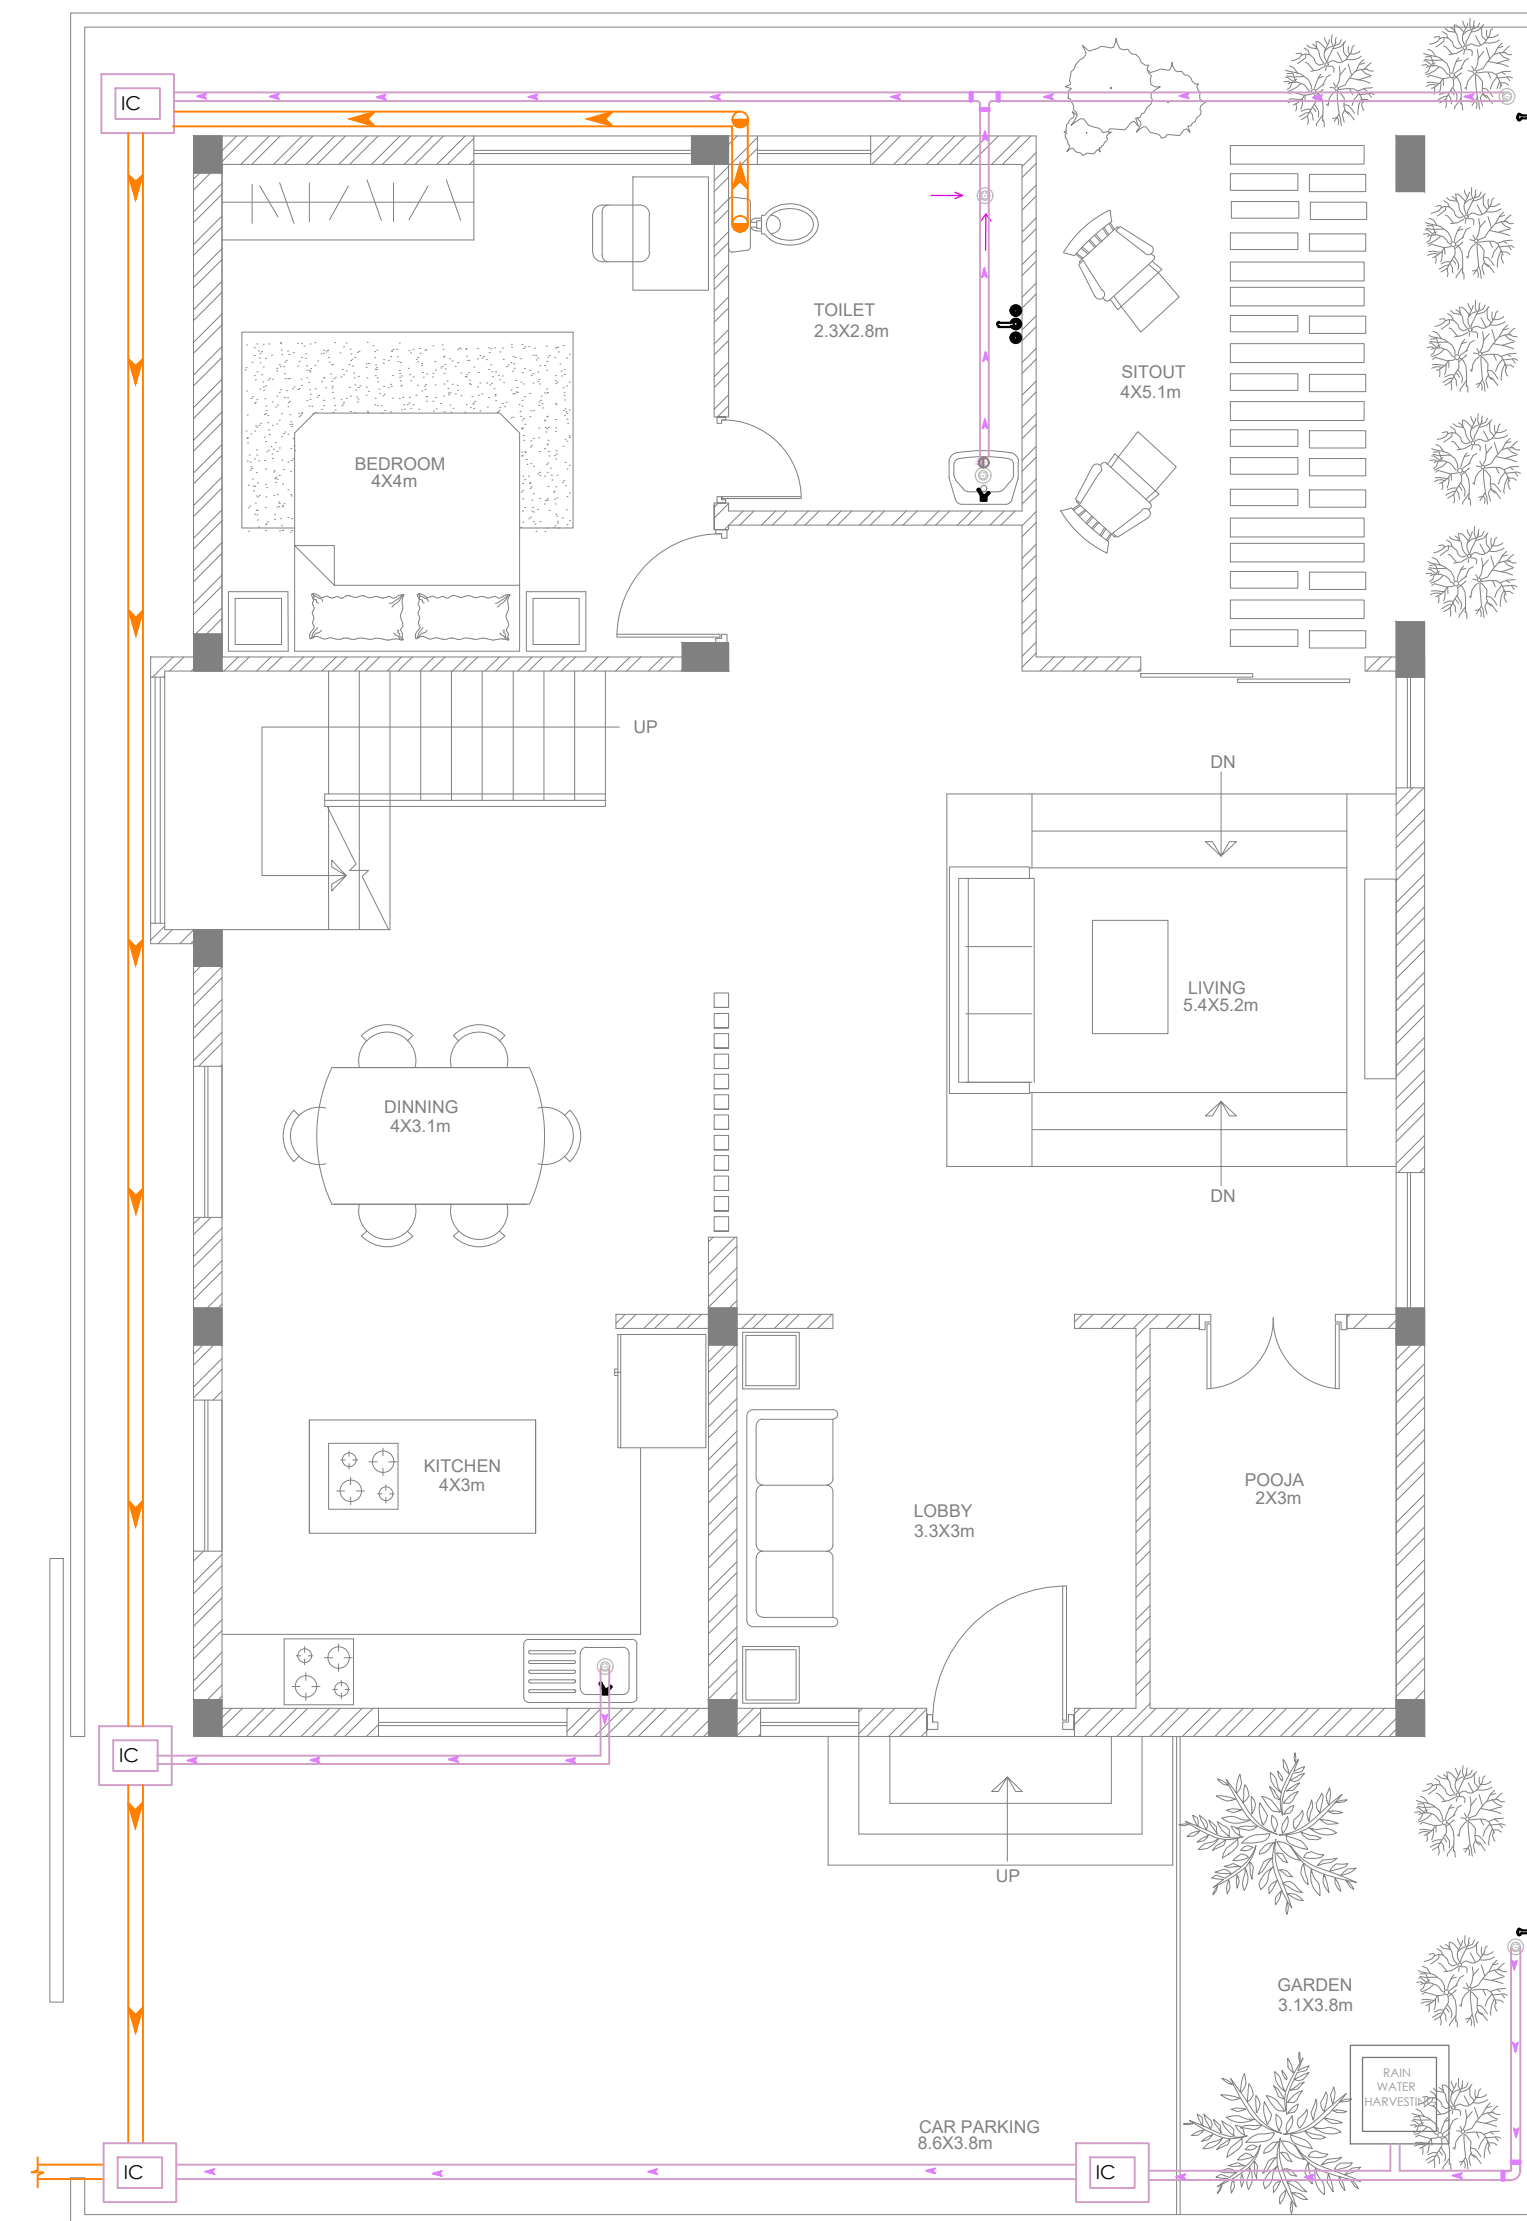 IC
TOILET
2.3X2.8m
SITOUT
4X5.1m
BEDROOM
4X4m
UP
DN
LIVING
5.4X5.2m
DINNING
4X3.1m
DN
KITCHEN
4X3m
POOJA
2X3m
LOBBY
3.3X3m
IC
UP
GARDEN
3.1X3.8m
RAIN
WATER
HARVESTING
CAR PARKING
8.6X3.8m
IC
IC